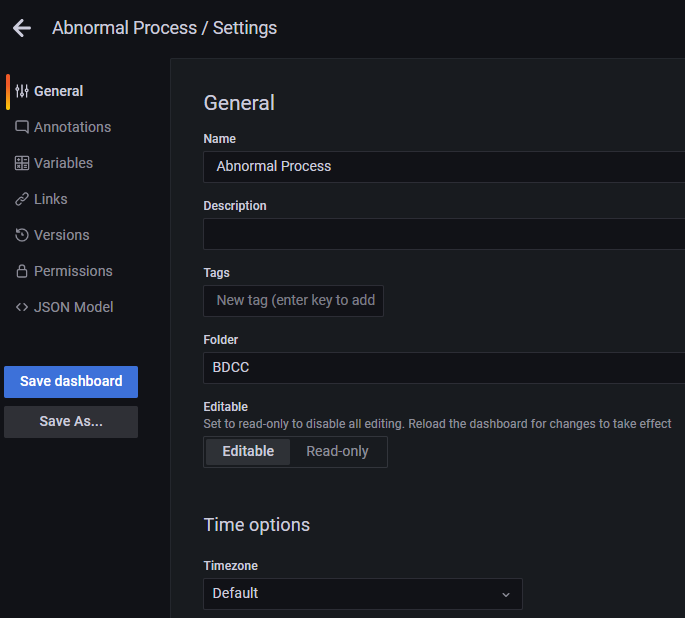 Abnormal Process / Settings
General
Annotations
Variables
Links
Versions
Permissions
JSON Model
Save dashboard
Save As...
General
Name
Abnormal Process
Description
Tags
New tag (enter key to add
Folder
BDCC
Editable
Set to read-only to disable all editing. Reload the dashboard for changes to take effect
Editable Read-only
Time options
Timezone
Default